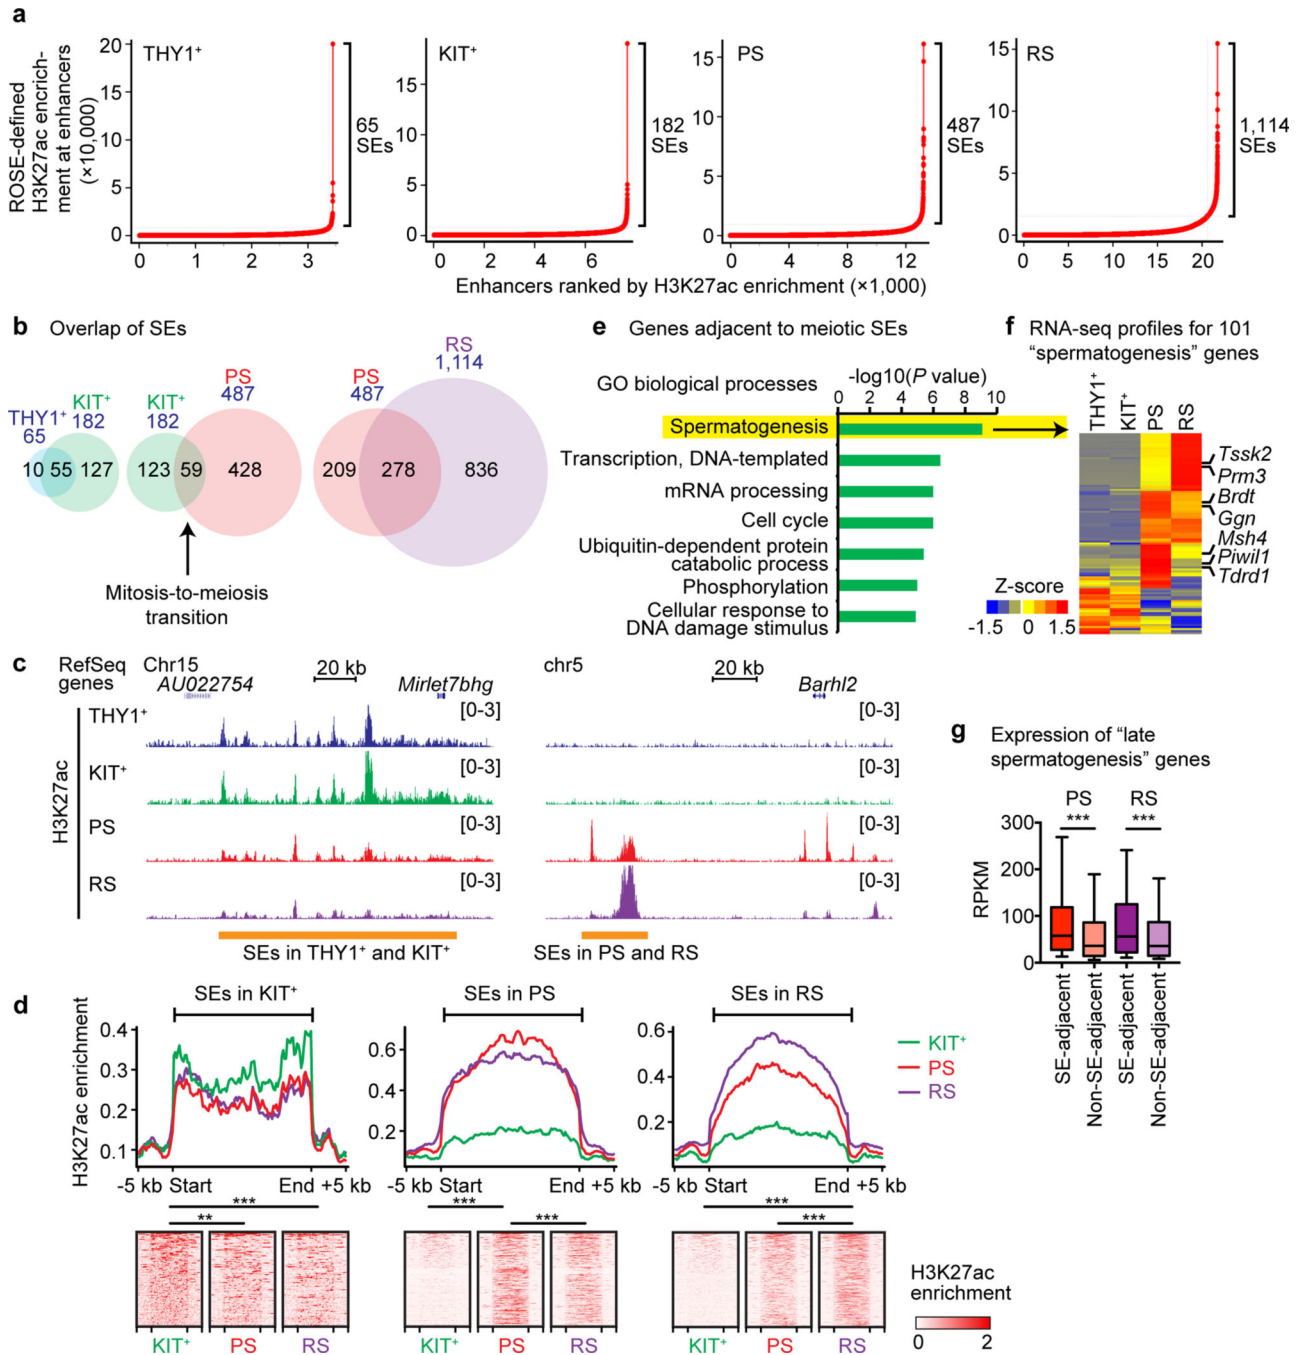 a
ROSE-defined
H3K27ac encrich-
ment at enhancers
(×10,000)
20
15
10
5
0
THY1+
65
SEs
0 1 2 3
15
10
5
0
KIT+
182
SEs
0 2 4 6
15
10
5
0
PS
487
SEs
0 4 8 12
15
10
5
0
RS
1,114
SEs
0 5 10 15 20
Enhancers ranked by H3K27ac enrichment (×1,000)
b Overlap of SEs
THY1+
65
KIT+
182
10 55 127
KIT+
182
PS
487
123 59 428
PS
487
RS
1,114
209 278 836
Mitosis-to-meiosis
transition
e Genes adjacent to meiotic SEs
GO biological processes
-log10(P value)
0 2 4 6 8 10
Spermatogenesis
Transcription, DNA-templated
mRNA processing
Cell cycle
Ubiquitin-dependent protein
catabolic process
Phosphorylation
Cellular response to
DNA damage stimulus
f RNA-seq profiles for 101
“spermatogenesis” genes
THY1+
KIT+
PS
RS
Tssk2
Prm3
Brdt
Ggn
Msh4
Piwil1
Tdrd1
Z-score
-1.5 0 1.5
c RefSeq
genes
Chr15
AU022754
20 kb
Mirlet7bhg
chr5
20 kb
Barhl2
H3K27ac
THY1+ [0-3] [0-3]
KIT+ [0-3] [0-3]
PS [0-3] [0-3]
RS [0-3] [0-3]
SEs in THY1+ and KIT+
SEs in PS and RS
g Expression of “late
spermatogenesis” genes
PS RS
*** ***
RPKM
300
200
100
0
SE-adjacent
Non-SE-adjacent
SE-adjacent
Non-SE-adjacent
d
H3K27ac enrichment
SEs in KIT+
0.4
0.3
0.2
0.1
-5 kb Start End +5 kb
SEs in PS
0.6
0.4
0.2
-5 kb Start End +5 kb
SEs in RS
0.6
0.4
0.2
-5 kb Start End +5 kb
KIT+
PS
RS
***
**
***
***
***
***
KIT+ PS RS
KIT+ PS RS
KIT+ PS RS
H3K27ac
enrichment
0 2